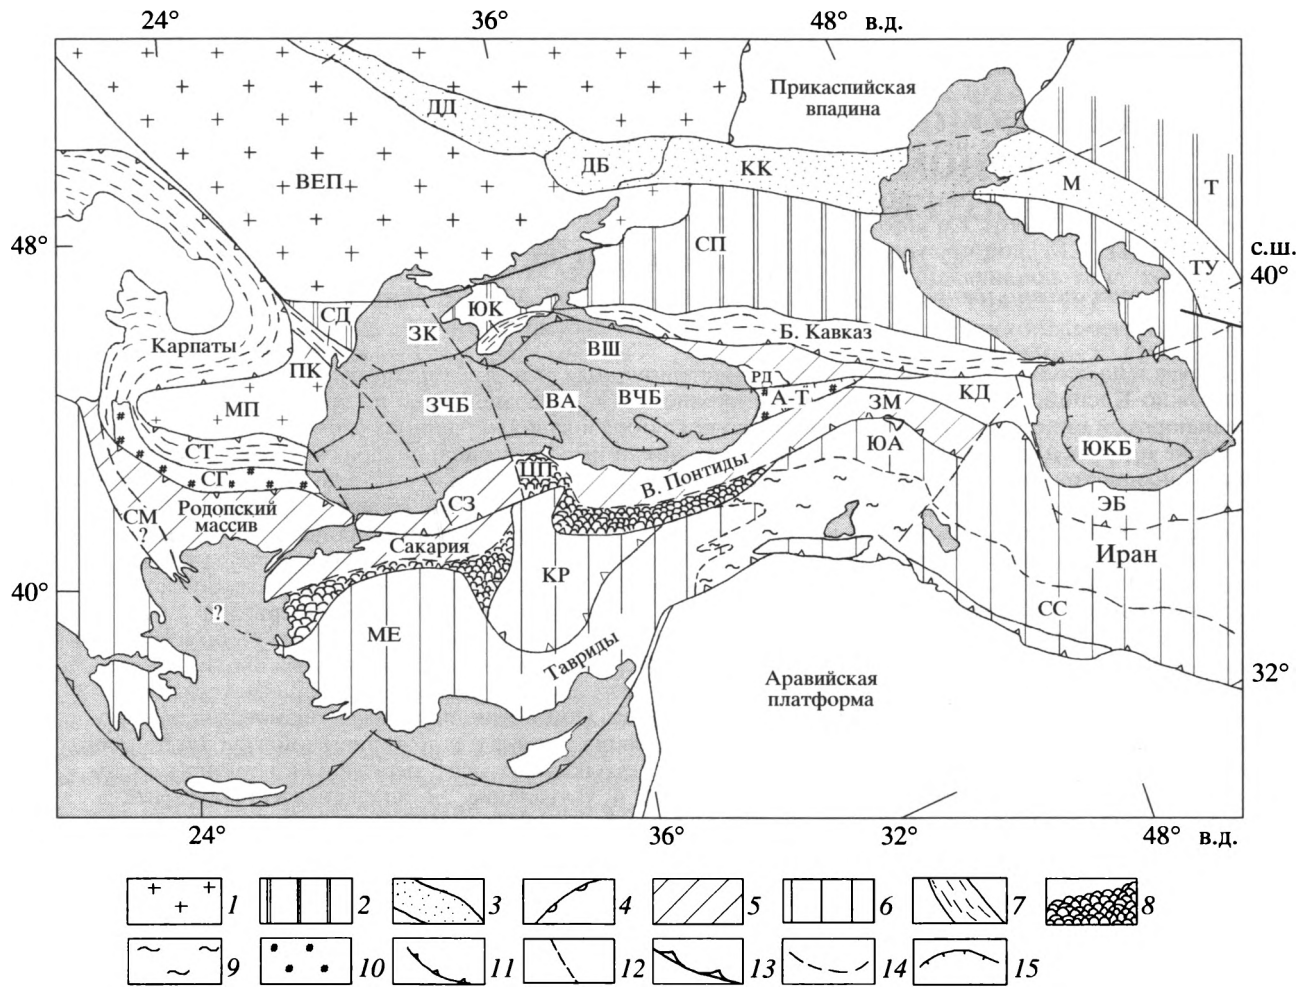 24°
36°
48° в.д.
Прикаспийская
впадина
ДД
ВЕП
ДБ
КК
М
Т
48°
СП
с.ш.
40°
ТУ
СД
ЗК
ЮК
Карпаты
Б. Кавказ
ПК
ВШ
РД
КД
МП
ЗЧБ
ВА
ВЧБ
А-Т
ЗМ
ЮА
ЮКБ
СТ
СГ
ЦП
В. Понтиды
Родопский
массив
СМ
?
СЗ
ЭБ
Сакария
Иран
40°
КР
?
СС
МЕ
Тавриды
Аравийская
платформа
32°
24°
36°
32°
48° в.д.
1 2 3 4 5 6 7 8
9 10 11 12 13 14 15